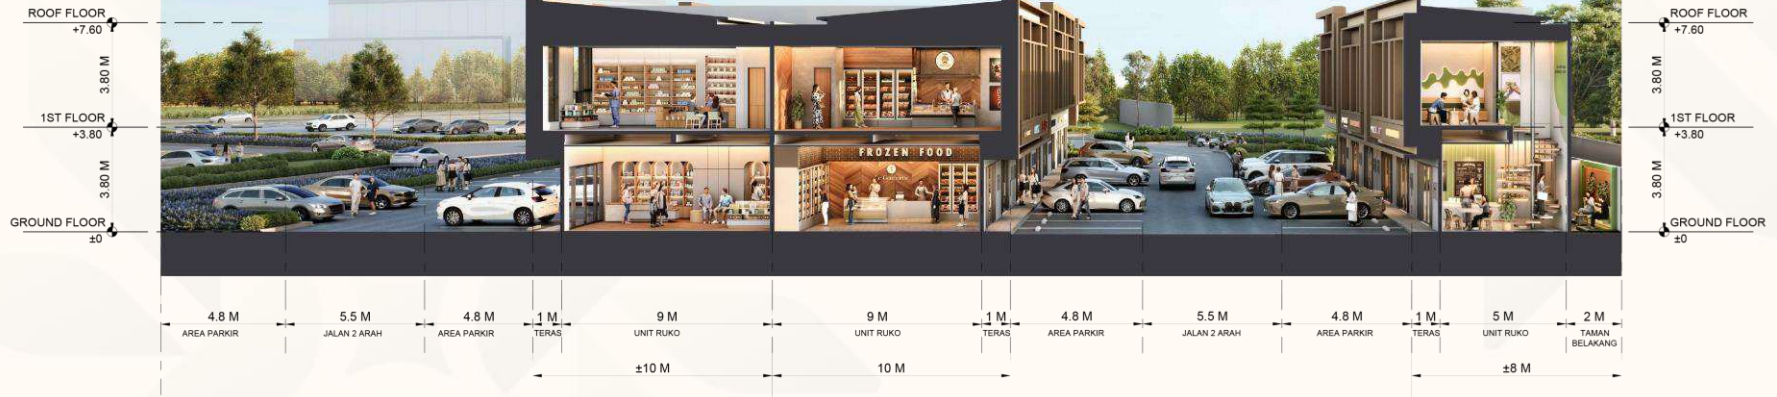 ROOF FLOOR
+7.60
3.80 M
1ST FLOOR
+3.80
3.80 M
GROUND FLOOR
±0
FROZEN FOOD
ROOF FLOOR
+7.60
3.80 M
1ST FLOOR
+3.80
3.80 M
GROUND FLOOR
±0
4.8 M
AREA PARKIR
5.5 M
JALAN 2 ARAH
4.8 M
AREA PARKIR
1 M
TERAS
9 M
UNIT RUKO
9 M
UNIT RUKO
1 M
TERAS
4.8 M
AREA PARKIR
5.5 M
JALAN 2 ARAH
4.8 M
AREA PARKIR
1 M
TERAS
5 M
UNIT RUKO
2 M
TAMAN
BELAKANG
±10 M
10 M
±8 M